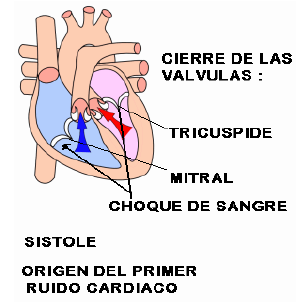 CIERRE DE LAS
VALVULAS :
TRICUSPIDE
MITRAL
CHOQUE DE SANGRE
SISTOLE
ORIGEN DEL PRIMER
RUIDO CARDIACO